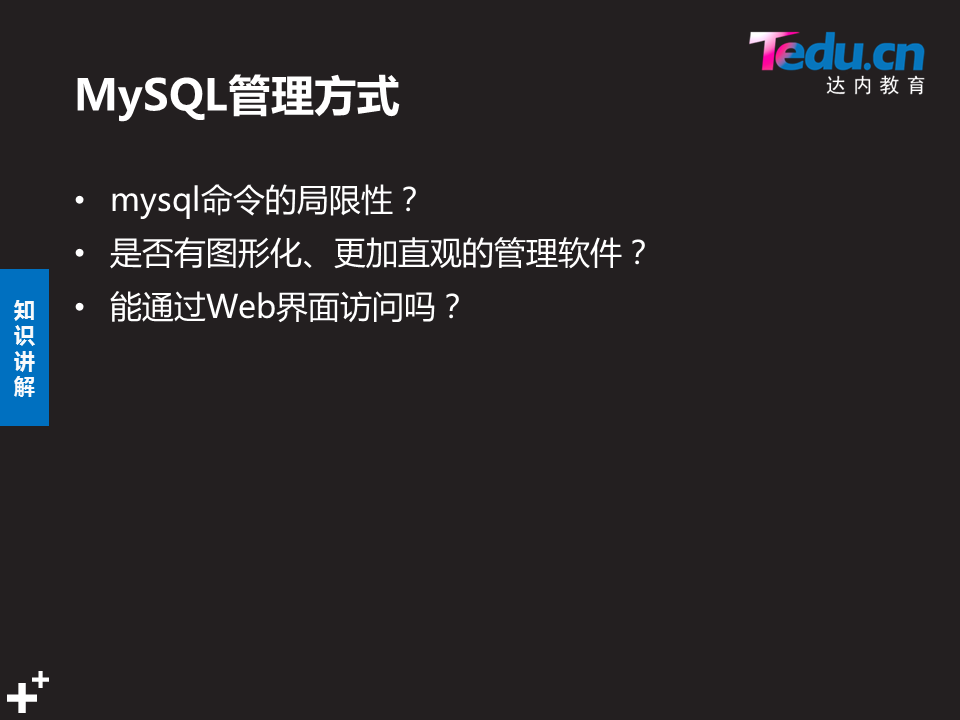 Tedu.cn
达内教育
MySQL管理方式
• mysql命令的局限性？
• 是否有图形化、更加直观的管理软件？
• 能通过Web界面访问吗？
知
识
讲
解